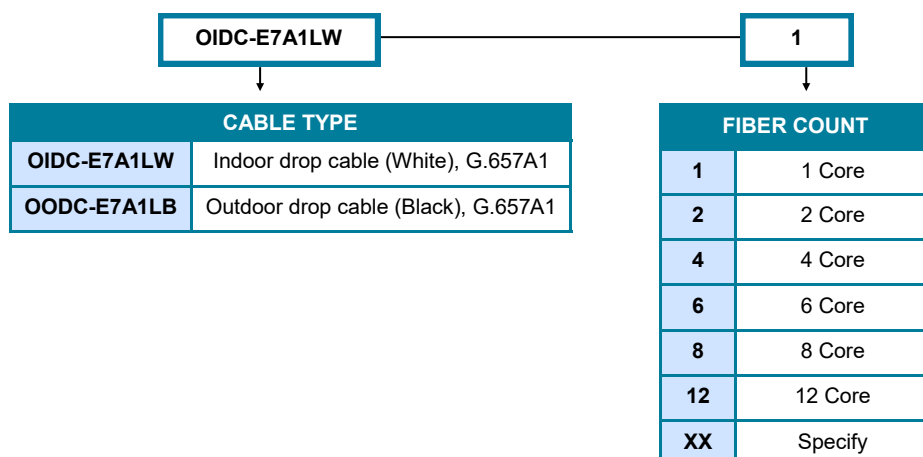 OIDC-E7A1LW 1
CABLE TYPE
OIDC-E7A1LW Indoor drop cable (White), G.657A1
OODC-E7A1LB Outdoor drop cable (Black), G.657A1
FIBER COUNT
1 1 Core
2 2 Core
4 4 Core
6 6 Core
8 8 Core
12 12 Core
XX Specify